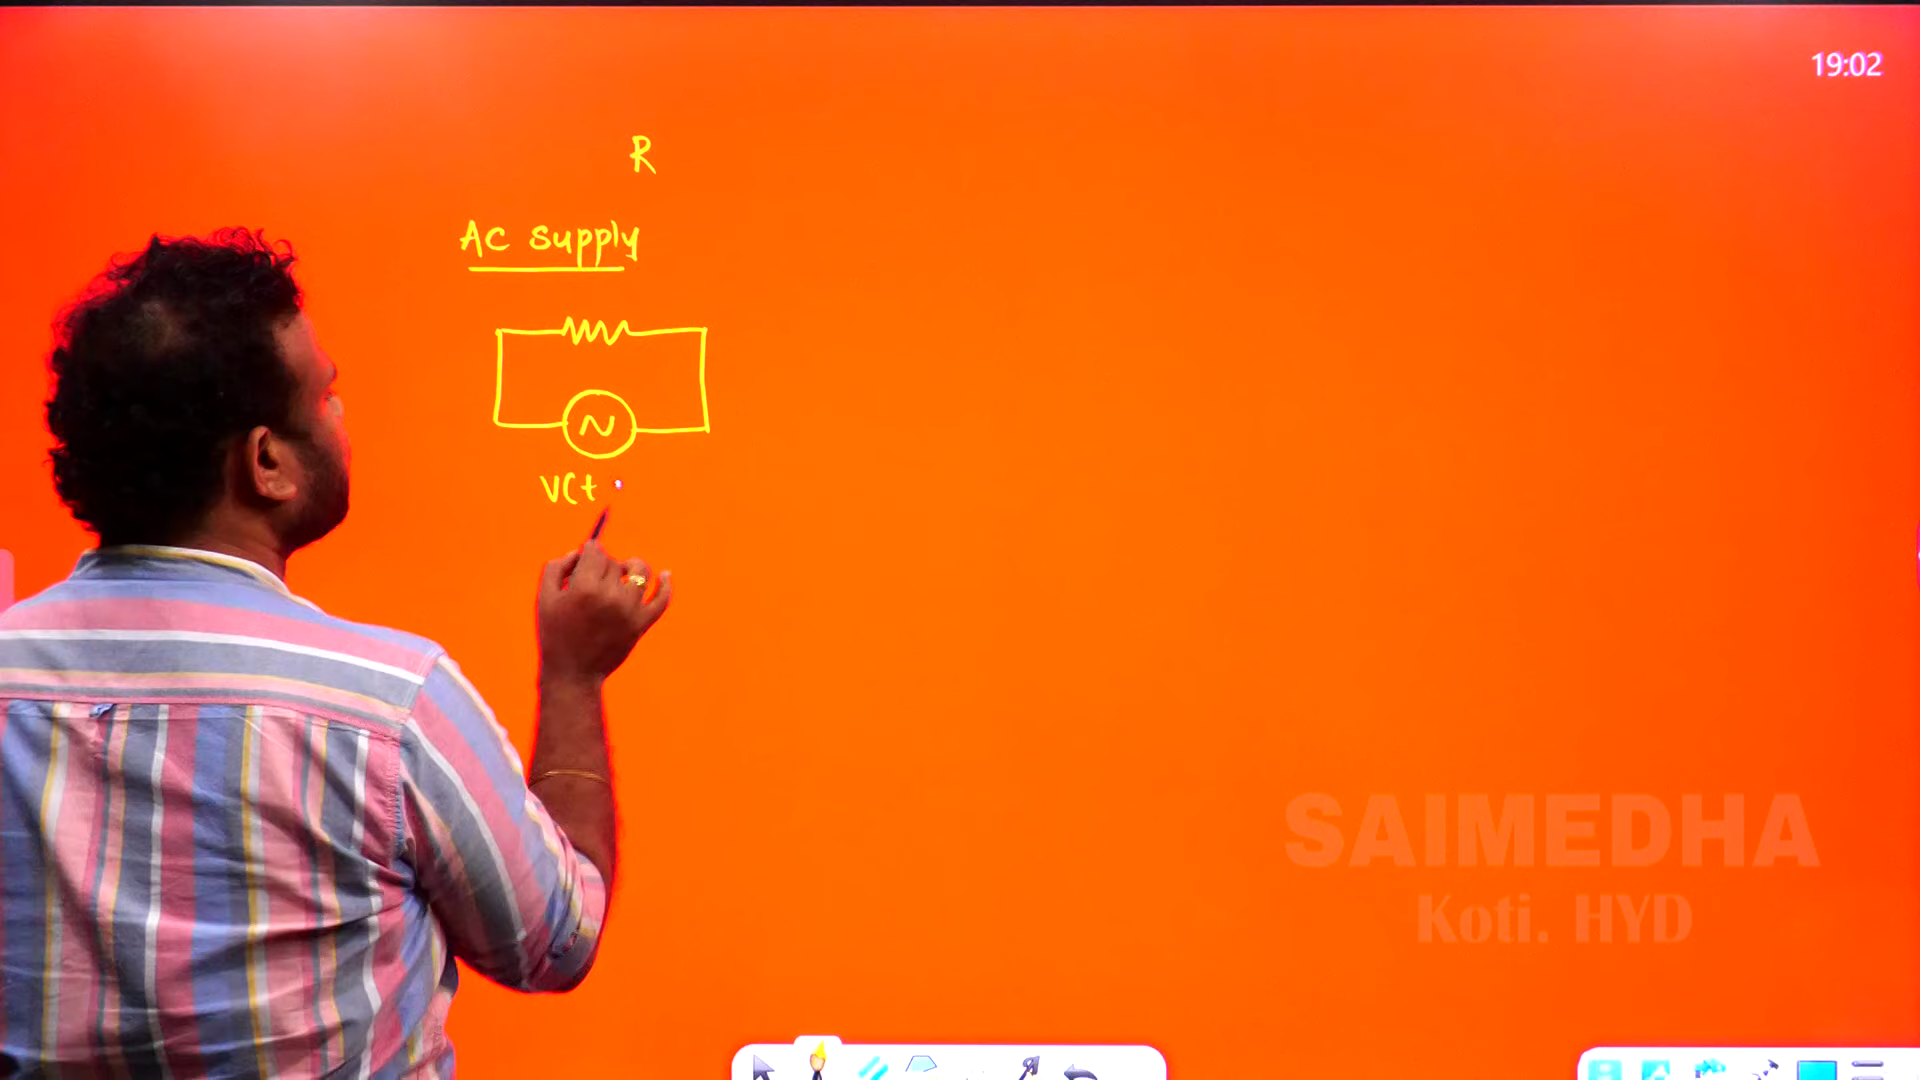 19:02
R
AC supply
V(t
SAIMEDHA
Koti. HYD